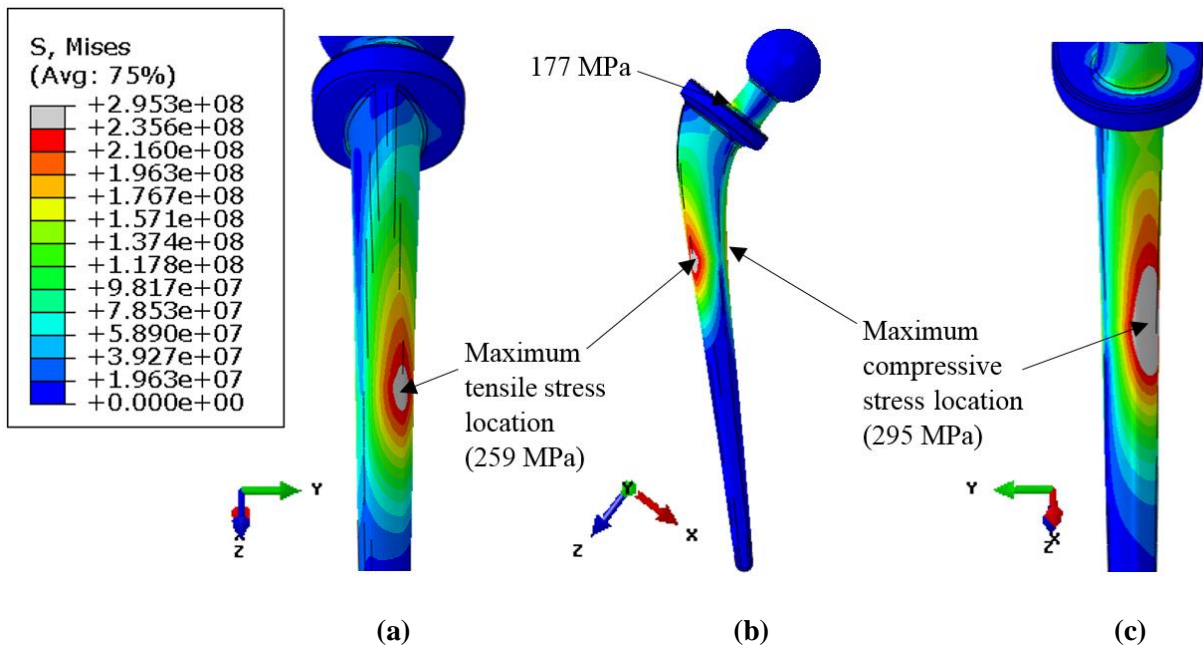 S, Mises
(Avg: 75%)
+2.953e+08
+2.356e+08
+2.160e+08
+1.963e+08
+1.767e+08
+1.571e+08
+1.374e+08
+1.178e+08
+9.817e+07
+7.853e+07
+5.890e+07
+3.927e+07
+1.963e+07
+0.000e+00
177 MPa
Maximum
tensile stress
location
(259 MPa)
Maximum
compressive
stress location
(295 MPa)
Y
X
Z
Y
Z
X
Y
X
Z
(a)
(b)
(c)